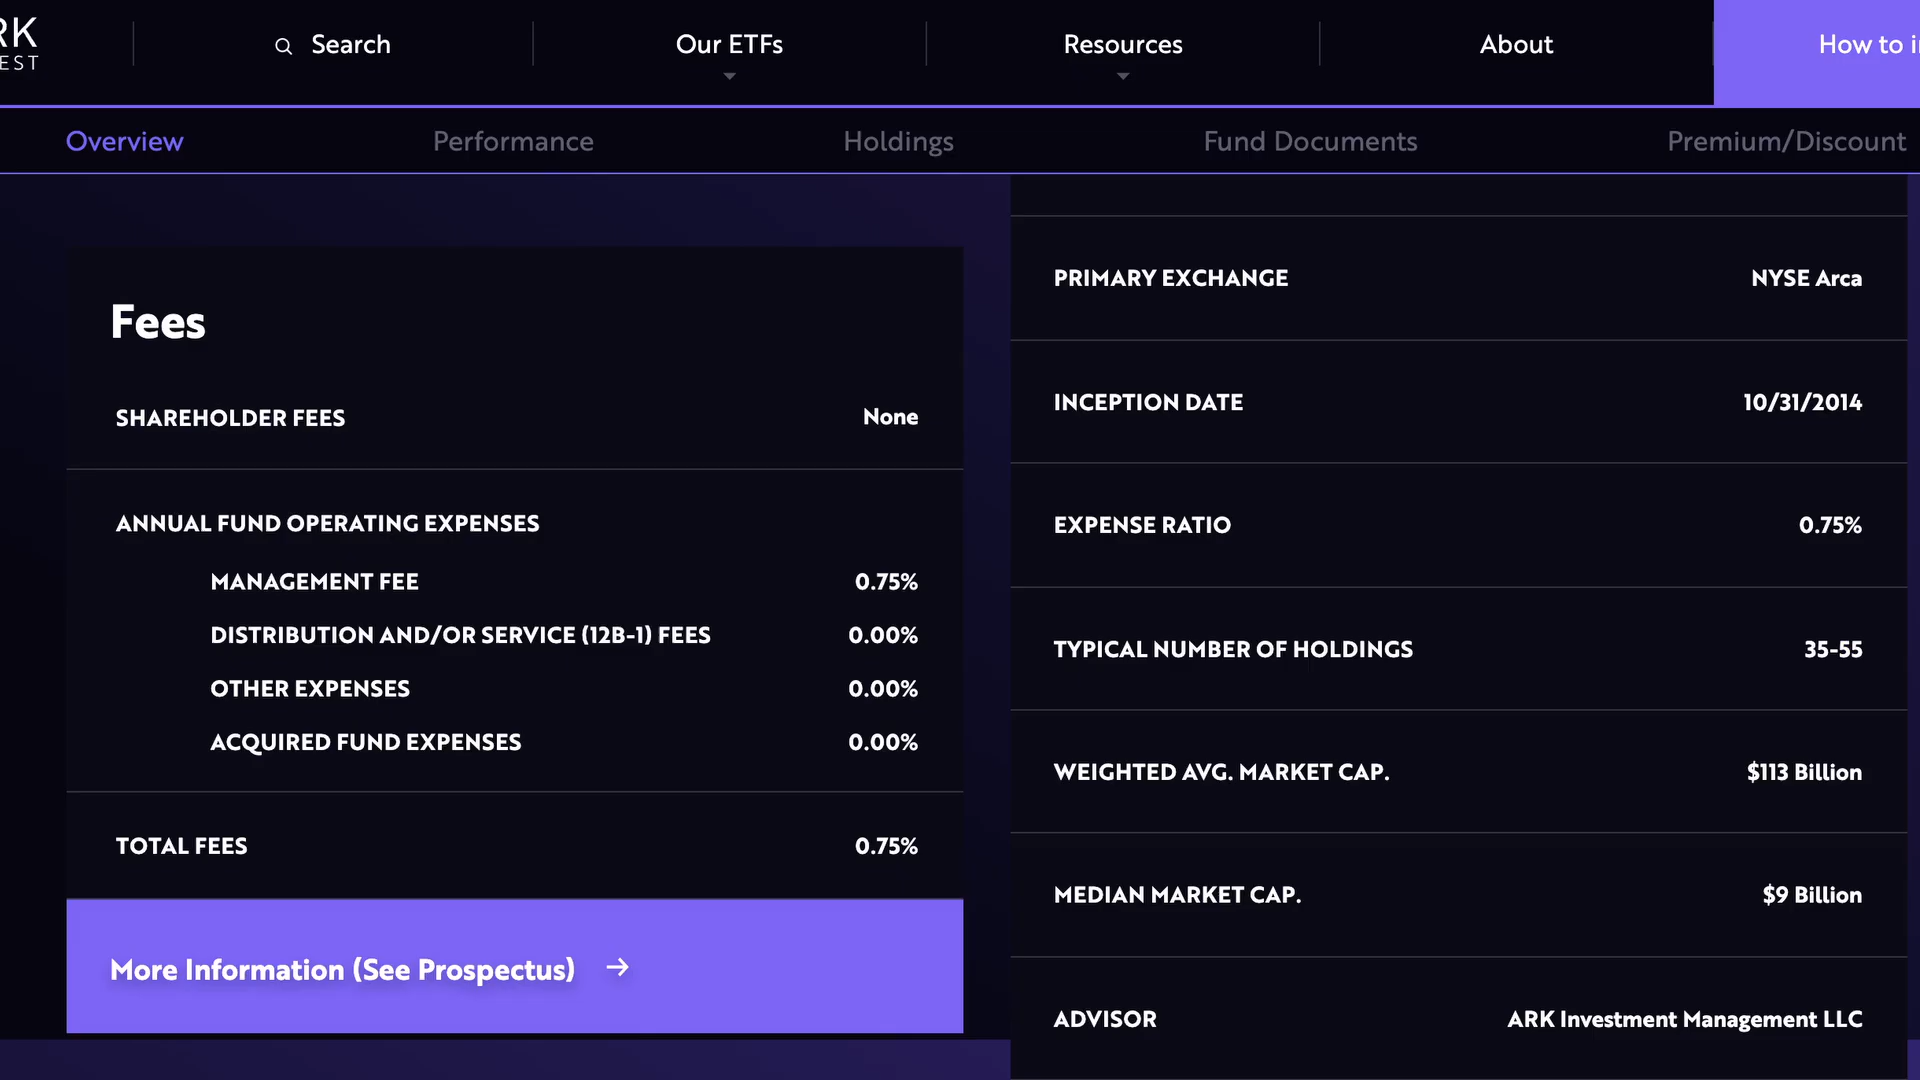 RK
EST
Search
Our ETFs
Resources
About
How to i
Overview
Performance
Holdings
Fund Documents
Premium/Discount
Fees
SHAREHOLDER FEES None
ANNUAL FUND OPERATING EXPENSES
MANAGEMENT FEE 0.75%
DISTRIBUTION AND/OR SERVICE (12B-1) FEES 0.00%
OTHER EXPENSES 0.00%
ACQUIRED FUND EXPENSES 0.00%
TOTAL FEES 0.75%
More Information (See Prospectus) →
PRIMARY EXCHANGE NYSE Arca
INCEPTION DATE 10/31/2014
EXPENSE RATIO 0.75%
TYPICAL NUMBER OF HOLDINGS 35-55
WEIGHTED AVG. MARKET CAP. $113 Billion
MEDIAN MARKET CAP. $9 Billion
ADVISOR ARK Investment Management LLC